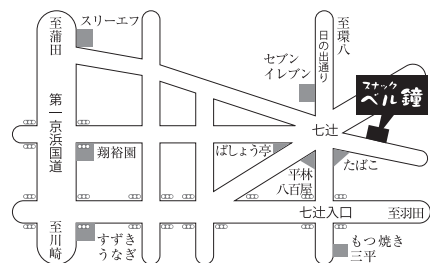 至蒲田
スリーエフ
至環八
日の出通り
セブン
イレブン
スナック
ベル鐘
第一京浜国道
七辻
翔裕園
ばしょう亭
たばこ
平林
八百屋
七辻入口
至羽田
至川崎
すずき
うなぎ
もつ焼き
三平